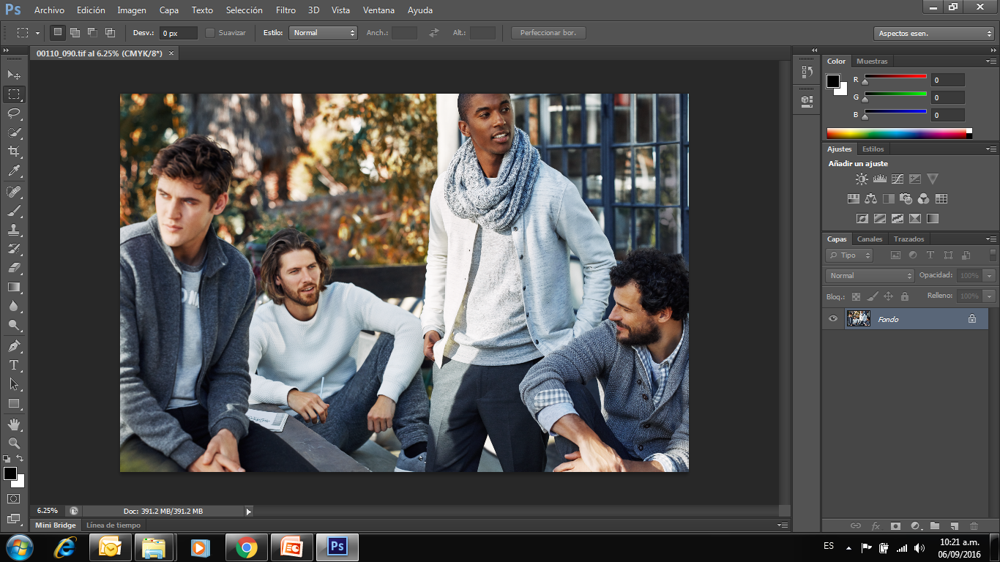 Ps Archivo Edición Imagen Capa Texto Selección Filtro 3D Vista Ventana Ayuda
Desv.: 0 px Suavizar Estilo: Normal Anch.: Alt.: Perfeccionar bor. Aspectos esen.
00110_090.tif al 6.25% (CMYK/8*) ×
Color Muestras
R 0
G 0
B 0
Ajustes Estilos
Añadir un ajuste
Capas Canales Trazados
Tipo
Normal Opacidad: 100%
Bloq.: Relleno: 100%
Fondo
6.25% Doc: 391.2 MB/391.2 MB
fx
Mini Bridge Línea de tiempo
Ps
ES
10:21 a.m.
06/09/2016